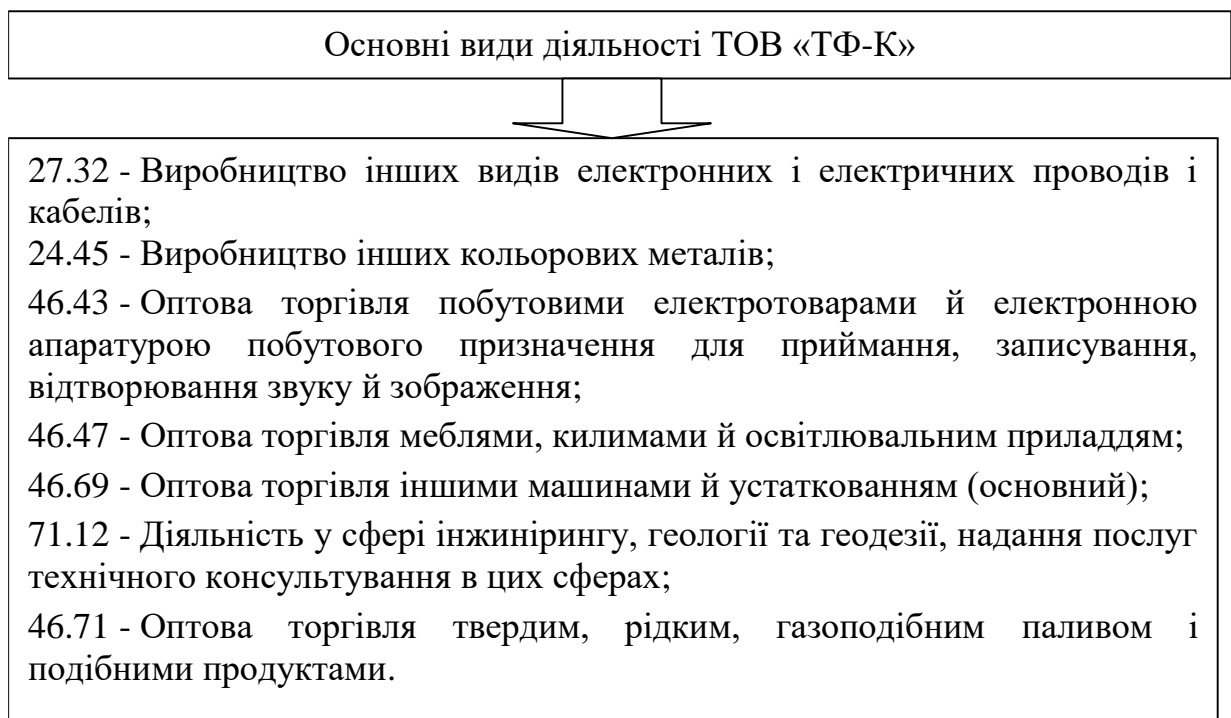 Основні види діяльності ТОВ «ТФ-К»
27.32 - Виробництво інших видів електронних і електричних проводів і
кабелів;
24.45 - Виробництво інших кольорових металів;
46.43 - Оптова торгівля побутовими електротоварами й електронною
апаратурою побутового призначення для приймання, записування,
відтворювання звуку й зображення;
46.47 - Оптова торгівля меблями, килимами й освітлювальним приладдям;
46.69 - Оптова торгівля іншими машинами й устаткованням (основний);
71.12 - Діяльність у сфері інжинірингу, геології та геодезії, надання послуг
технічного консультування в цих сферах;
46.71 - Оптова торгівля твердим, рідким, газоподібним паливом і
подібними продуктами.